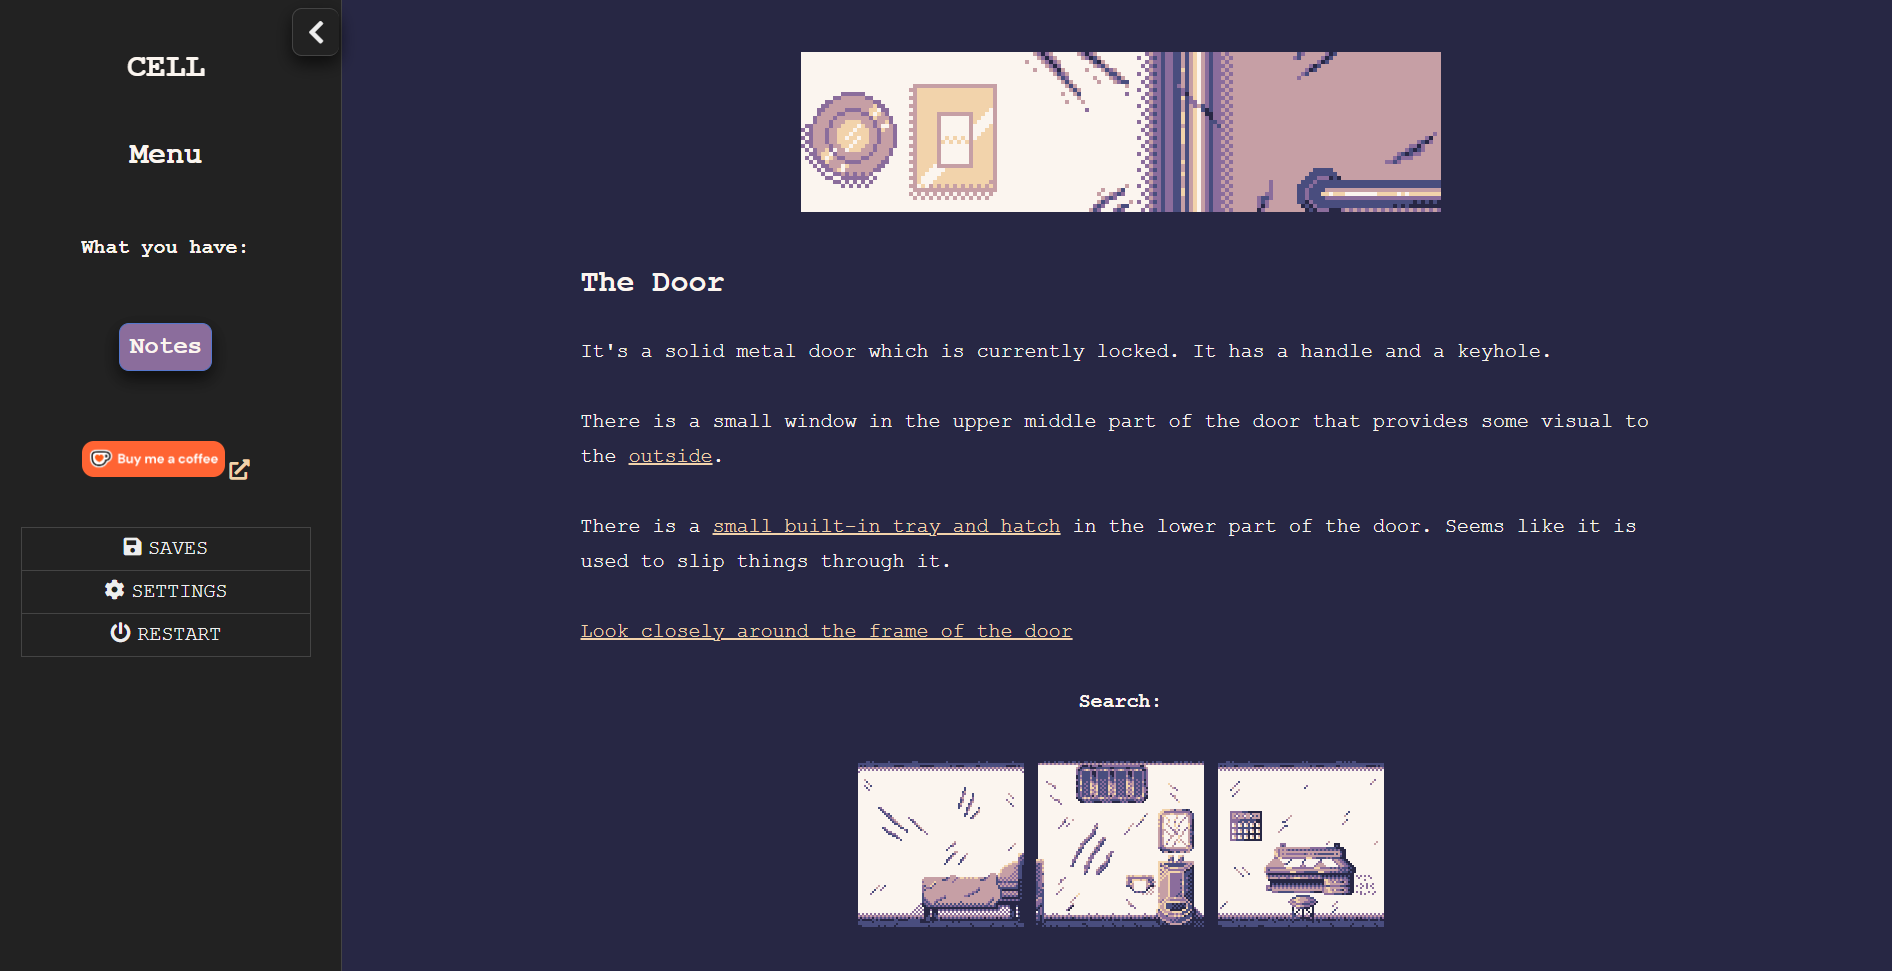 CELL
Menu
What you have:
Notes
Buy me a coffee
SAVES
SETTINGS
RESTART
The Door
It's a solid metal door which is currently locked. It has a handle and a keyhole.
There is a small window in the upper middle part of the door that provides some visual to
the outside.
There is a small built-in tray and hatch in the lower part of the door. Seems like it is
used to slip things through it.
Look closely around the frame of the door
Search: